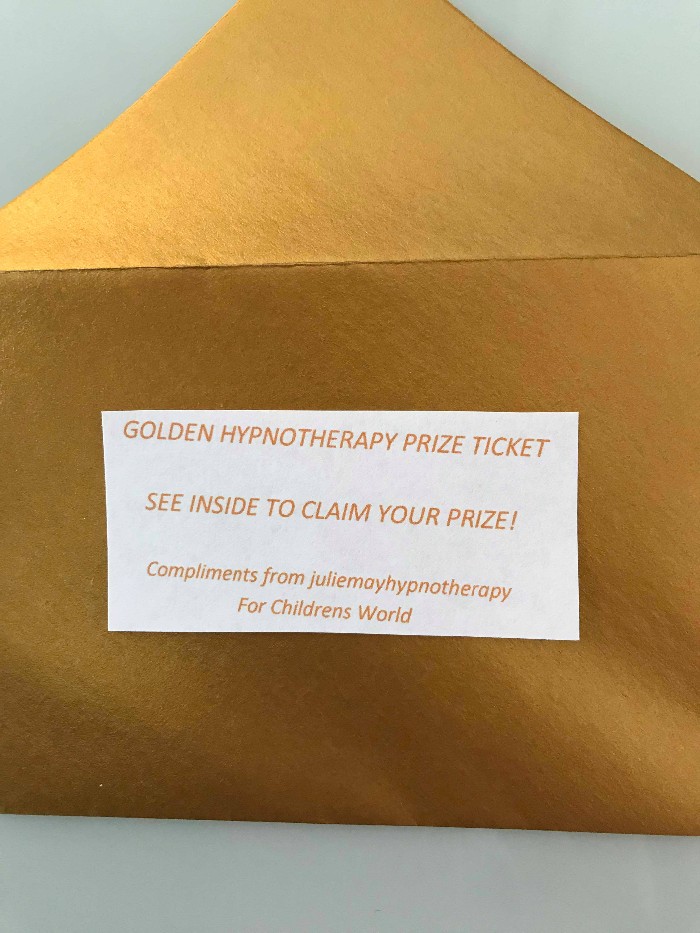 GOLDEN HYPNOTHERAPY PRIZE TICKET
SEE INSIDE TO CLAIM YOUR PRIZE!
Compliments from juliemayhypnotherapy
For Childrens World